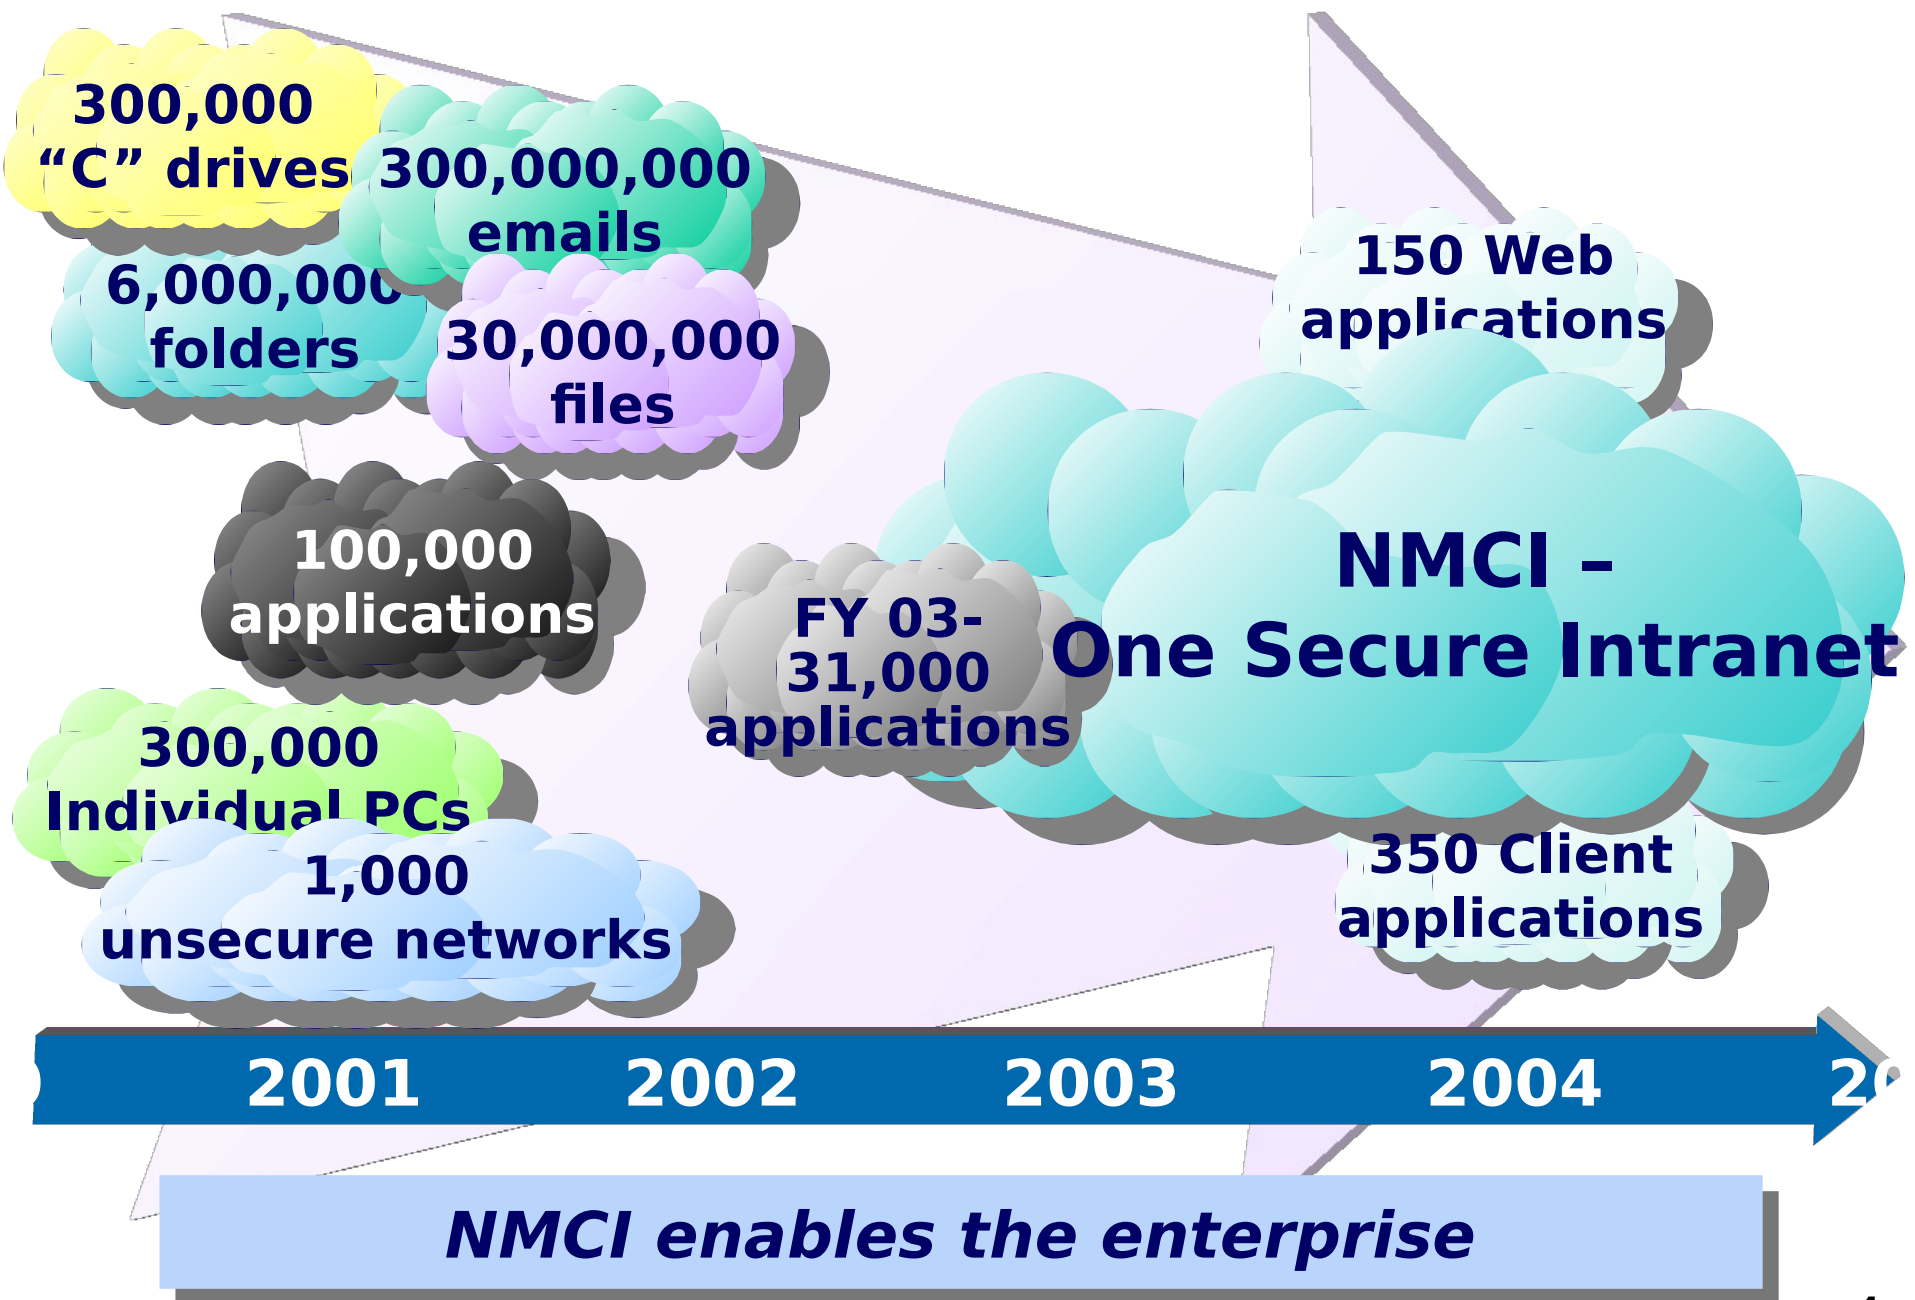 300,000
“C” drives
300,000,000
emails
6,000,000
folders
30,000,000
files
100,000
applications
300,000
Individual PCs
1,000
unsecure networks
FY 03-
31,000
applications
150 Web
applications
NMCI –
One Secure Intranet
350 Client
applications
2001 2002 2003 2004
NMCI enables the enterprise